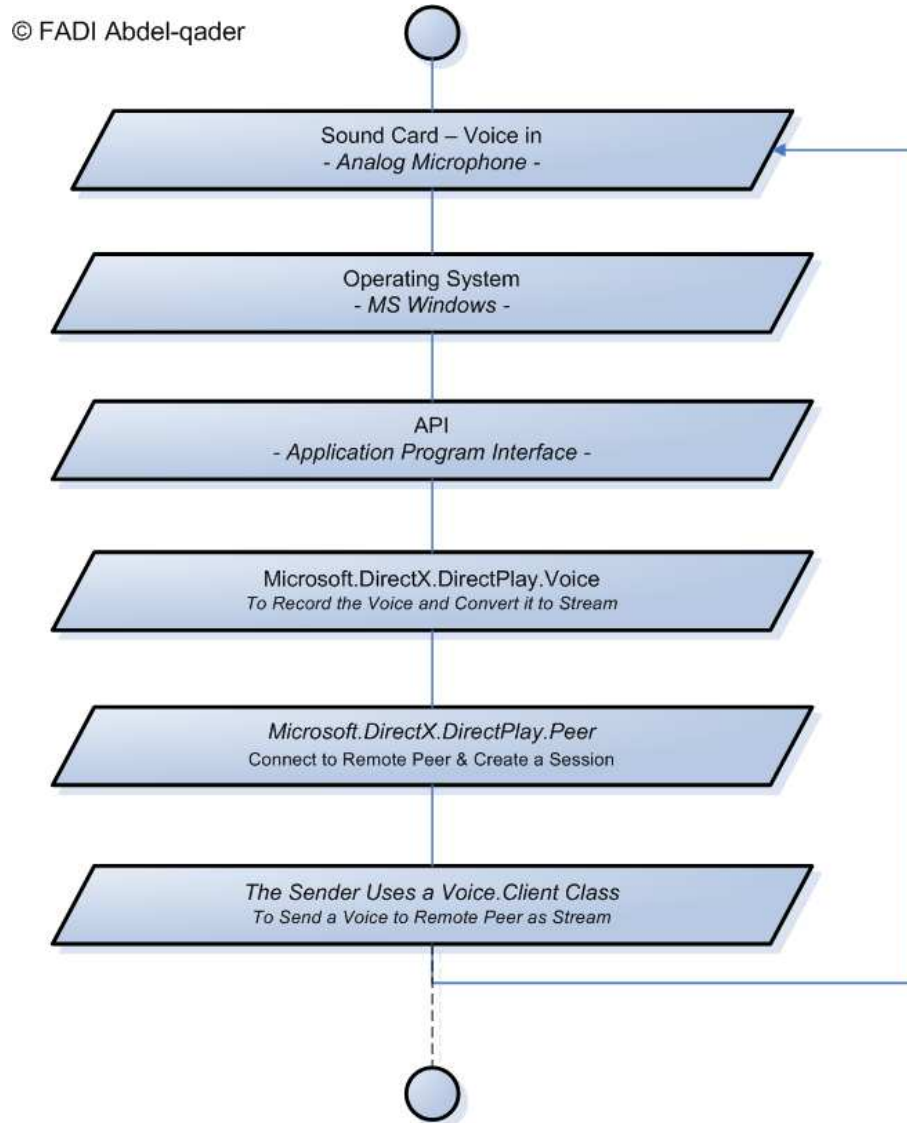 © FADI Abdel-qader
Sound Card – Voice in
- Analog Microphone -
Operating System
- MS Windows -
API
- Application Program Interface -
Microsoft.DirectX.DirectPlay.Voice
To Record the Voice and Convert it to Stream
Microsoft.DirectX.DirectPlay.Peer
Connect to Remote Peer & Create a Session
The Sender Uses a Voice.Client Class
To Send a Voice to Remote Peer as Stream